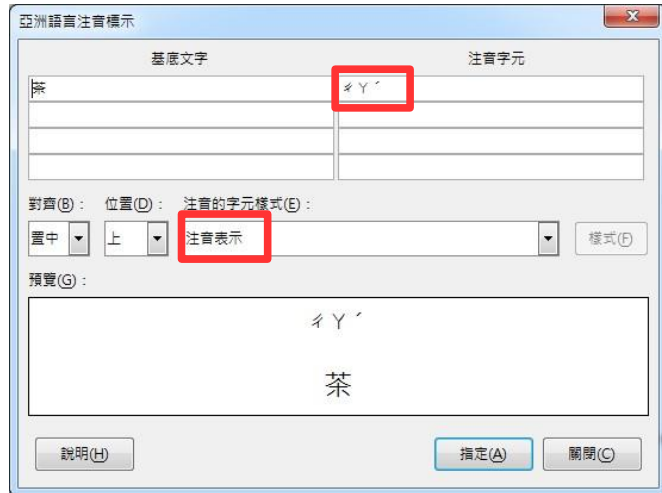 亞洲語言注音標示
基底文字 注音字元
茶 ㄔㄚˊ
對齊(B)： 位置(D)： 注音的字元樣式(E)：
置中 上 注音表示 樣式(F)
預覽(G)：
ㄔㄚˊ
茶
說明(H) 指定(A) 關閉(C)